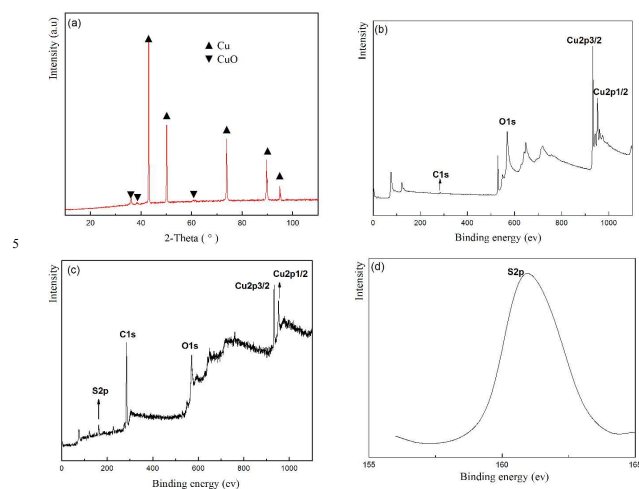 (a)
Intensity (a.u)
Cu
CuO
20 40 60 80 100
2-Theta ( ° )
(b)
Intensity
Cu2p3/2
Cu2p1/2
O1s
C1s
0 200 400 600 800 1000
Binding energy (ev)
5
(c)
Intensity
Cu2p3/2
Cu2p1/2
C1s
O1s
S2p
0 200 400 600 800 1000
Binding energy (ev)
(d)
Intensity
S2p
155 160 165
Binding energy (ev)